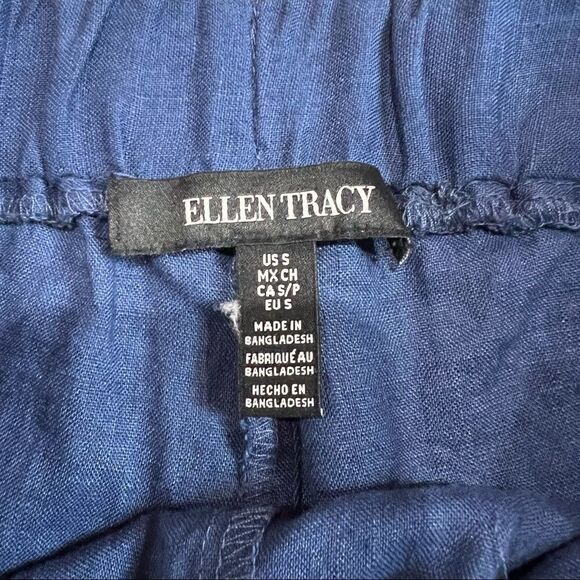 ELLEN TRACY
US S
MX CH
CA S/P
EU S
MADE IN
BANGLADESH
FABRIQUÉ AU
BANGLADESH
HECHO EN
BANGLADESH